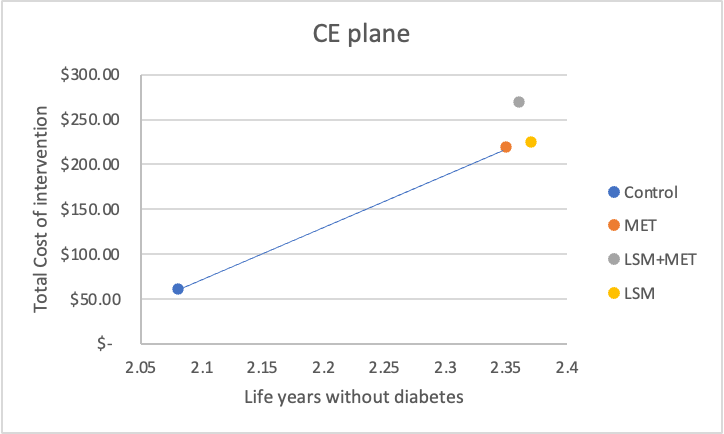 CE plane
Total Cost of intervention
$300.00
$250.00
$200.00
$150.00
$100.00
$50.00
$-
2.05 2.1 2.15 2.2 2.25 2.3 2.35 2.4
Life years without diabetes
Control
MET
LSM+MET
LSM